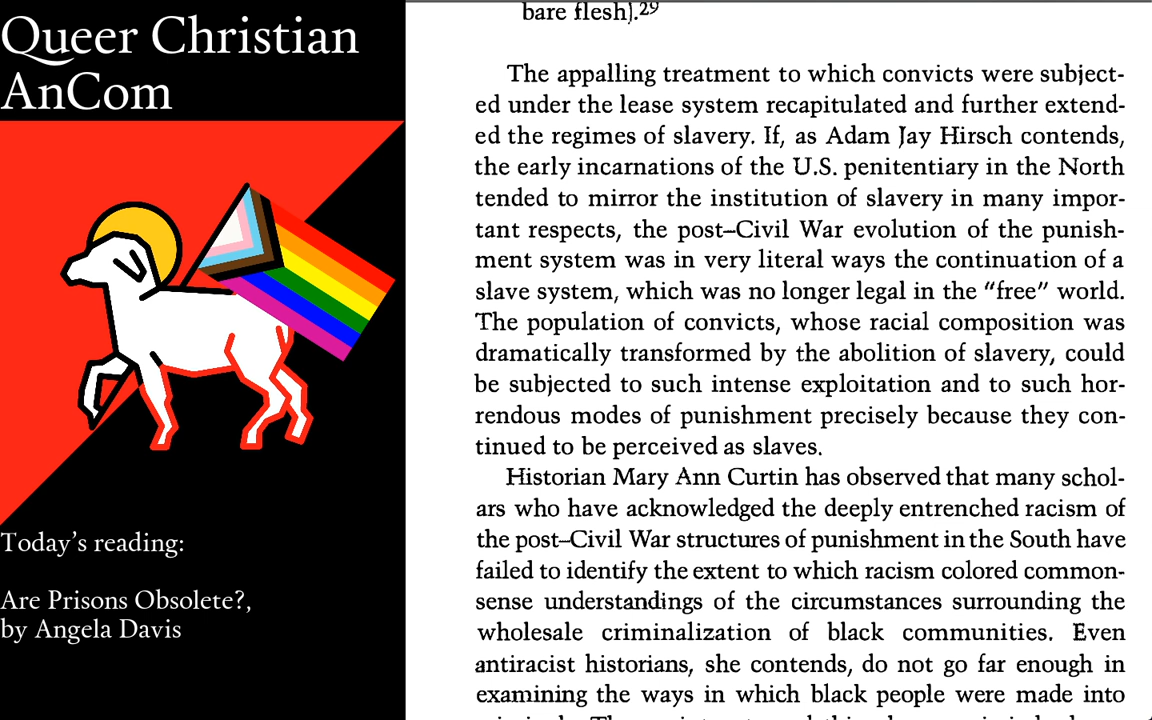 Queer Christian
AnCom
Today's reading:
Are Prisons Obsolete?,
by Angela Davis
bare flesh).29
The appalling treatment to which convicts were subject-
ed under the lease system recapitulated and further extend-
ed the regimes of slavery. If, as Adam Jay Hirsch contends,
the early incarnations of the U.S. penitentiary in the North
tended to mirror the institution of slavery in many impor-
tant respects, the post–Civil War evolution of the punish-
ment system was in very literal ways the continuation of a
slave system, which was no longer legal in the "free" world.
The population of convicts, whose racial composition was
dramatically transformed by the abolition of slavery, could
be subjected to such intense exploitation and to such hor-
rendous modes of punishment precisely because they con-
tinued to be perceived as slaves.
Historian Mary Ann Curtin has observed that many schol-
ars who have acknowledged the deeply entrenched racism of
the post–Civil War structures of punishment in the South have
failed to identify the extent to which racism colored common-
sense understandings of the circumstances surrounding the
wholesale criminalization of black communities. Even
antiracist historians, she contends, do not go far enough in
examining the ways in which black people were made into